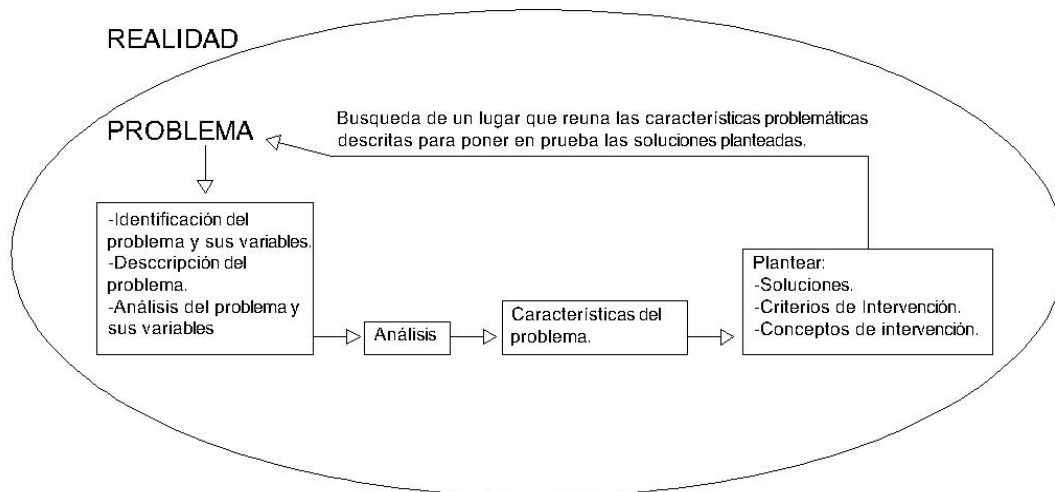 REALIDAD
PROBLEMA
Busqueda de un lugar que reuna las características problemáticas
descritas para poner en prueba las soluciones planteadas.
-Identificación del
problema y sus variables.
-Desccripción del
problema.
-Análisis del problema y
sus variables
Análisis
Características del
problema.
Plantear:
-Soluciones.
-Criterios de Intervención.
-Conceptos de intervención.